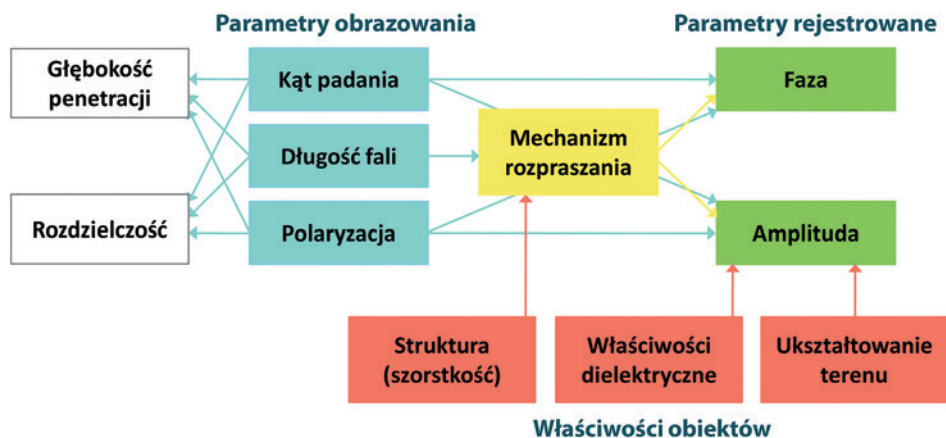 Parametry obrazowania
Parametry rejestrowane
Głębokość
penetracji
Kąt padania
Faza
Długość fali
Mechanizm
rozpraszania
Rozdzielczość
Polaryzacja
Amplituda
Struktura
(szorstkość)
Właściwości
dielektryczne
Ukształtowanie
terenu
Właściwości obiektów